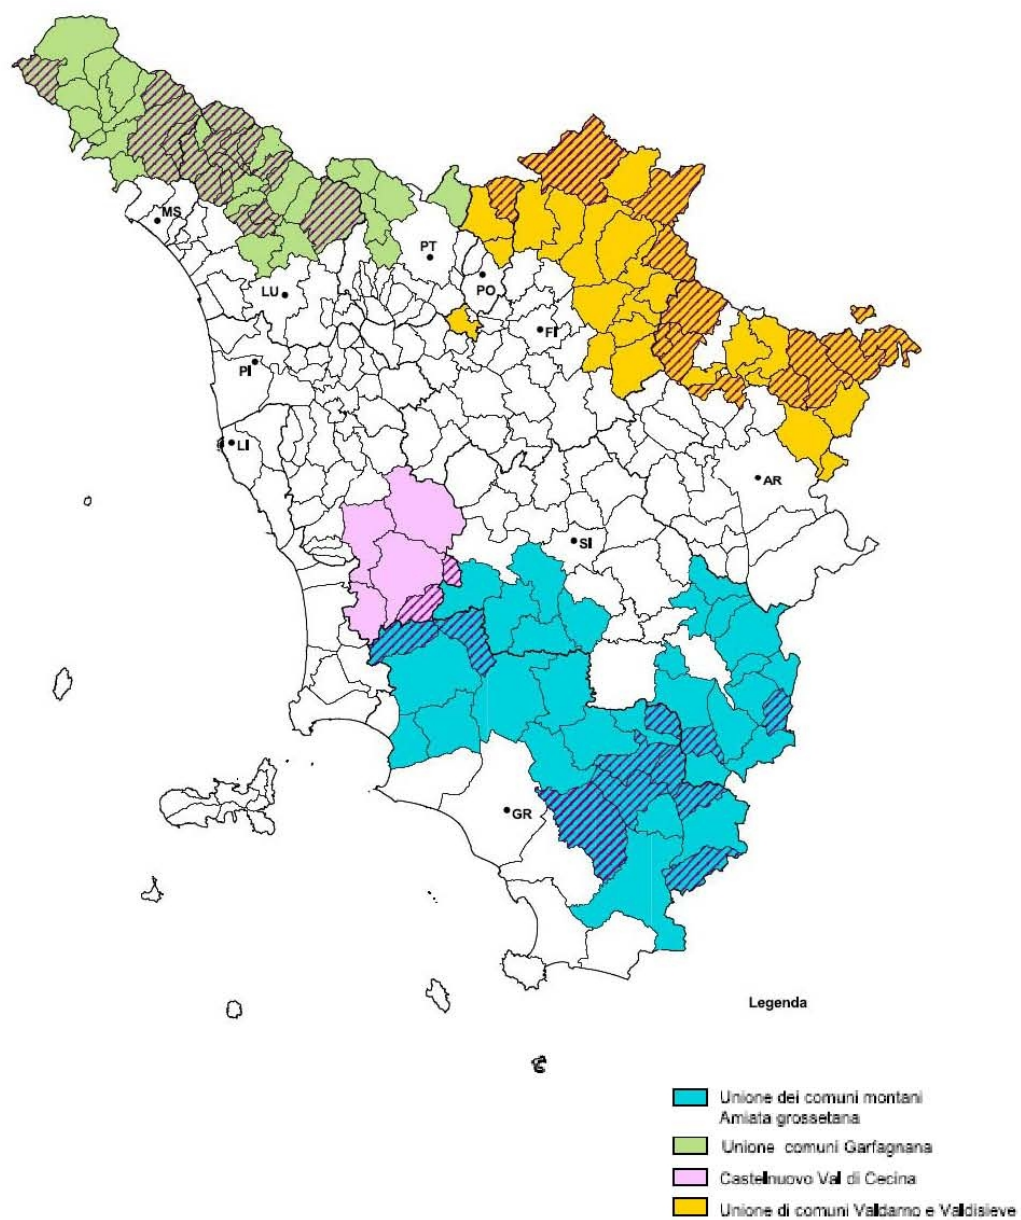 MS
PT
PO
LU
FI
PI
LI
AR
SI
GR
Legenda
Unione dei comuni montani
Amiata grossetana
Unione comuni Garfagnana
Castelnuovo Val di Cecina
Unione di comuni Valdarno e Valdisieve